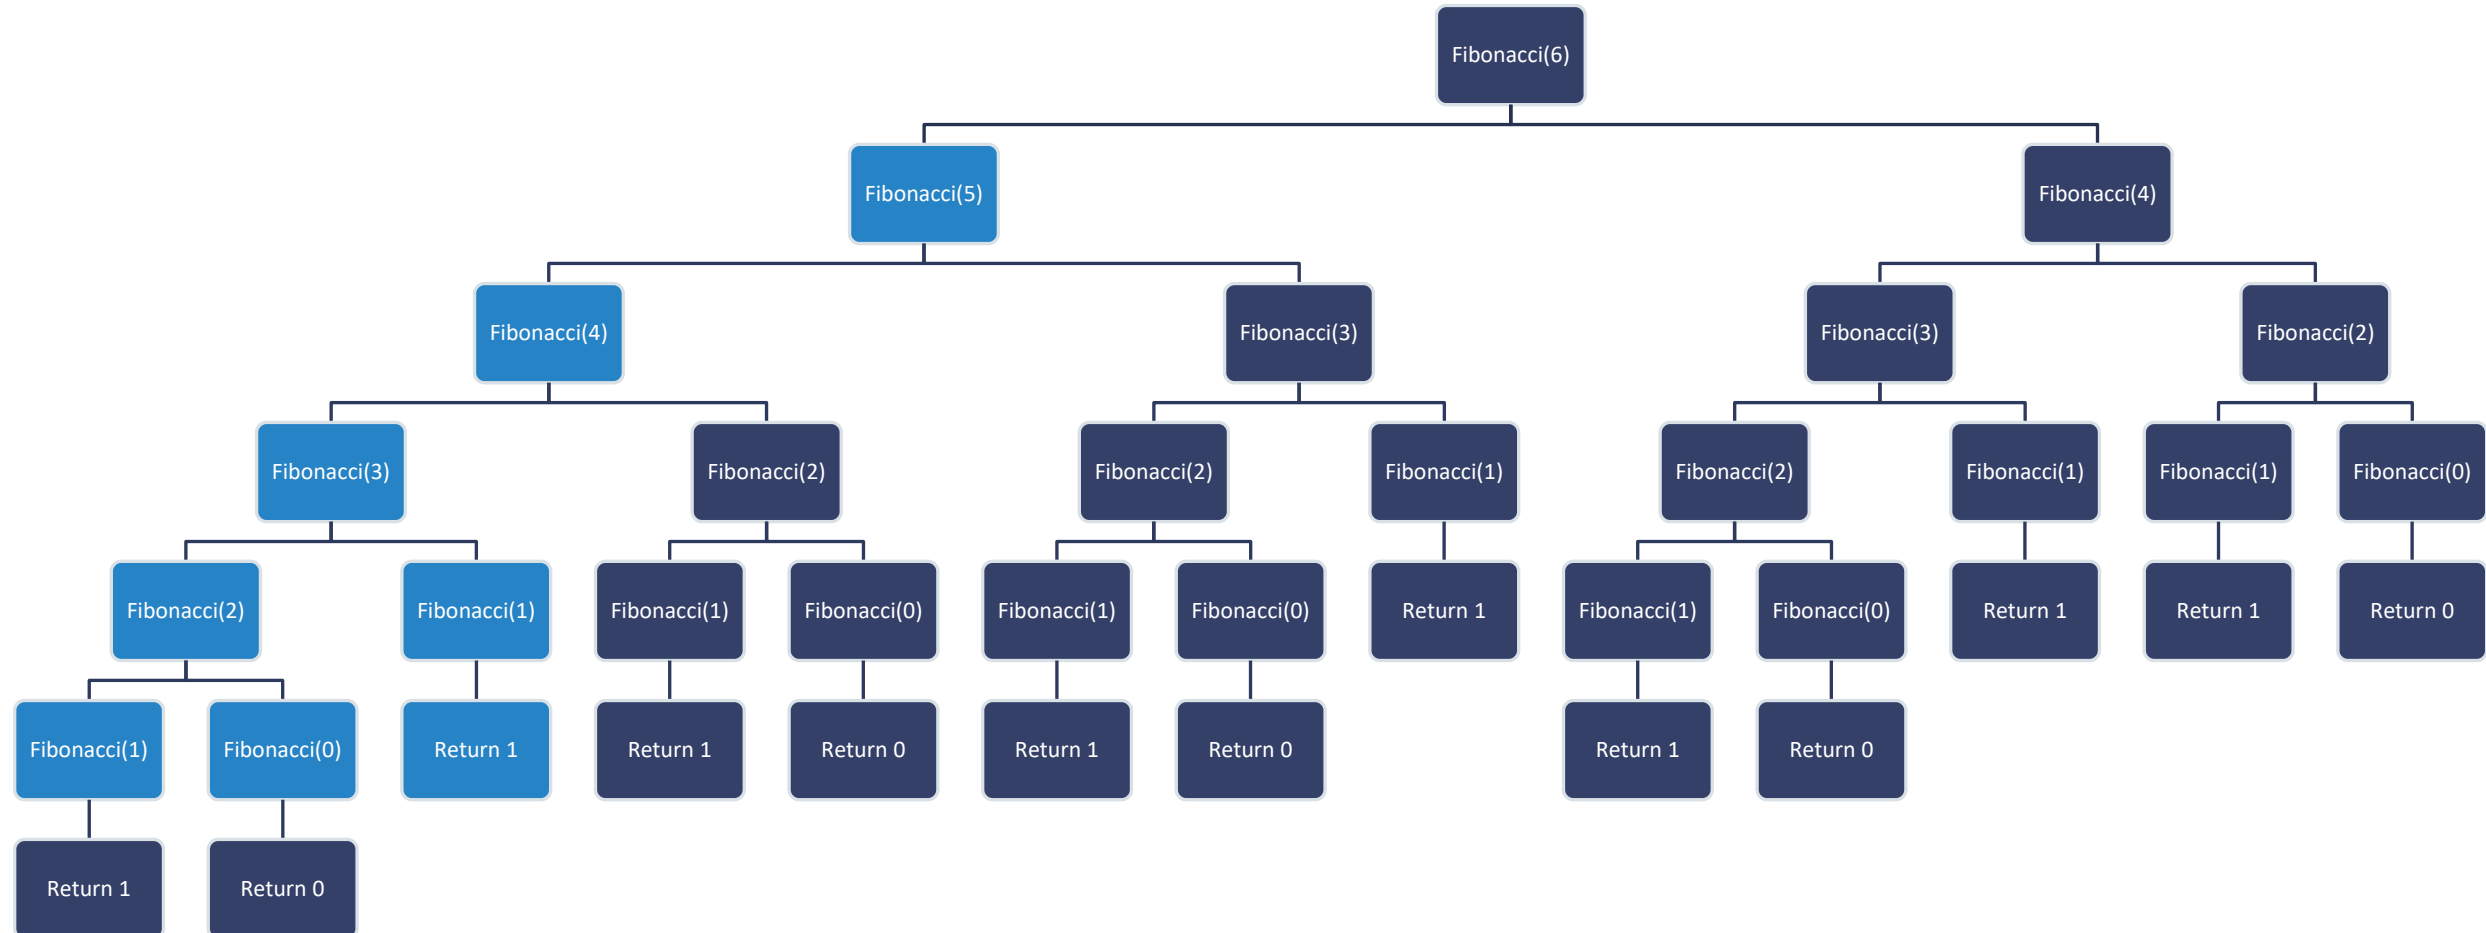 Fibonacci(6)
Fibonacci(5)
Fibonacci(4)
Fibonacci(4)
Fibonacci(3)
Fibonacci(3)
Fibonacci(2)
Fibonacci(3)
Fibonacci(2)
Fibonacci(2)
Fibonacci(1)
Fibonacci(2)
Fibonacci(1)
Fibonacci(1)
Fibonacci(0)
Fibonacci(2)
Fibonacci(1)
Fibonacci(1)
Fibonacci(0)
Fibonacci(1)
Fibonacci(0)
Return 1
Fibonacci(1)
Fibonacci(0)
Return 1
Return 1
Return 0
Fibonacci(1)
Fibonacci(0)
Return 1
Return 1
Return 0
Return 1
Return 0
Return 1
Return 0
Return 1
Return 0